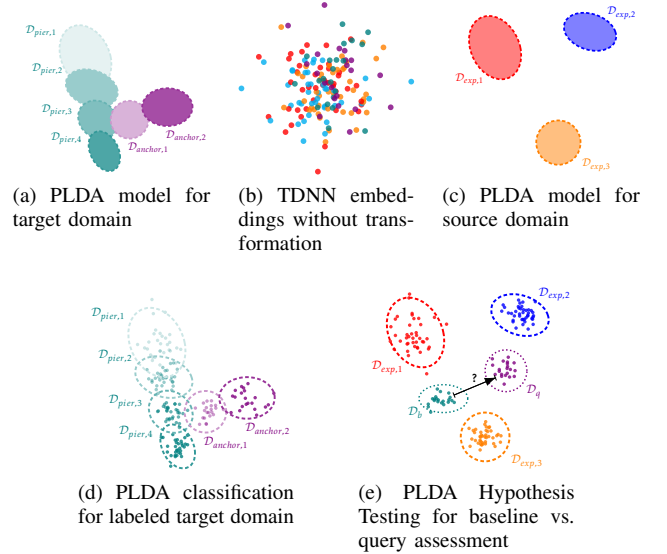 𝒟pier,1
𝒟pier,2
𝒟pier,3
𝒟pier,4
𝒟anchor,2
𝒟anchor,1
𝒟exp,2
𝒟exp,1
𝒟exp,3
(a) PLDA model for
target domain
(b) TDNN embed-
dings without trans-
formation
(c) PLDA model for
source domain
𝒟pier,1
𝒟pier,2
𝒟pier,3
𝒟pier,4
𝒟anchor,2
𝒟anchor,1
𝒟exp,2
𝒟exp,1
?
𝒟q
𝒟b
𝒟exp,3
(d) PLDA classification
for labeled target domain
(e) PLDA Hypothesis
Testing for baseline vs.
query assessment